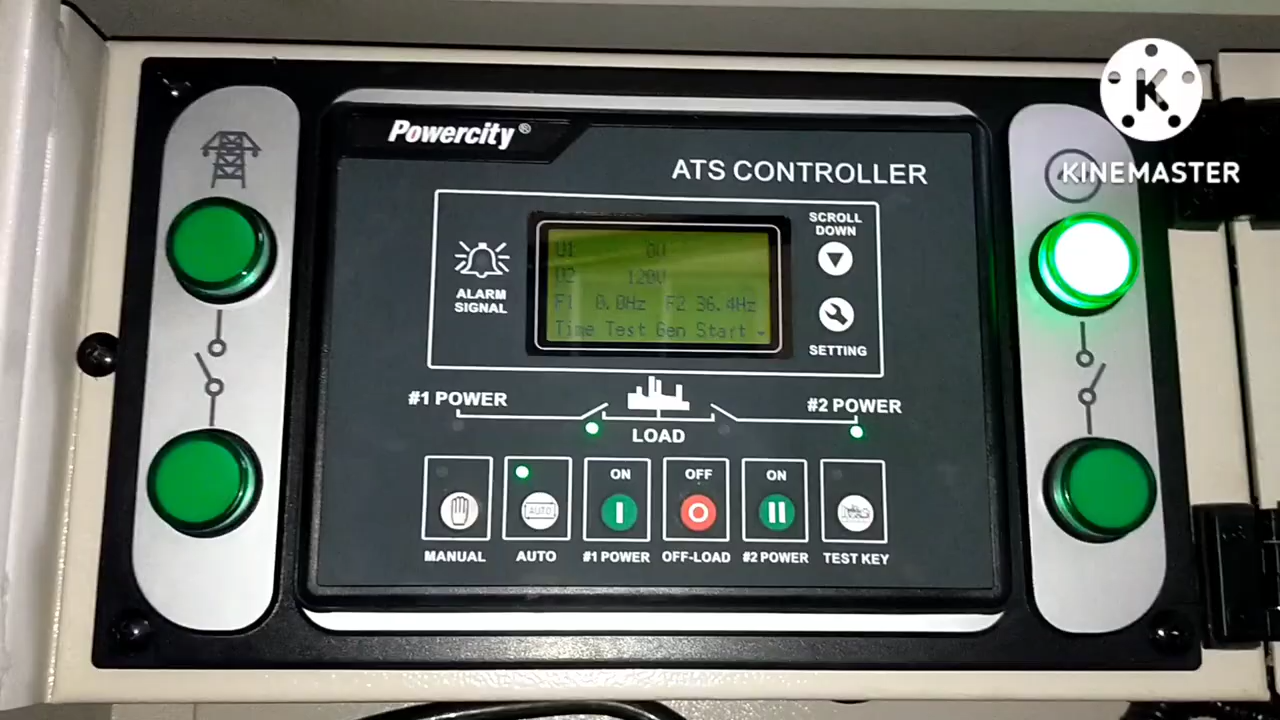 Powercity®
ATS CONTROLLER
SCROLL
DOWN
ALARM
SIGNAL
U1 0V
U2 120V
F1 0.0Hz F2 36.4Hz
Time Test Gen Start
SETTING
#1 POWER
#2 POWER
LOAD
ON
OFF
ON
AUTO
I
O
II
MANUAL
AUTO
#1 POWER
OFF-LOAD
#2 POWER
TEST KEY
K
KINEMASTER